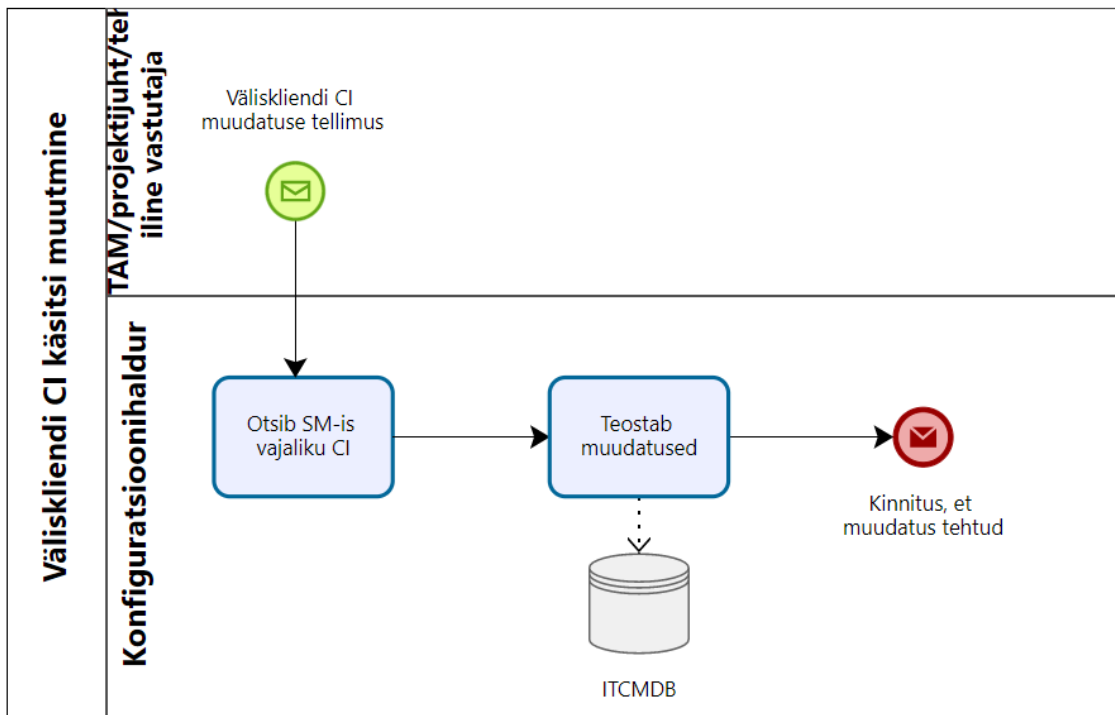 Väliskliendi CI käsitsi muutmine
TAM/projektijuht/teh
iline vastutaja
Väliskliendi CI
muudatuse tellimus
Konfiguratsioonihaldur
Otsib SM-is
vajaliku CI
Teostab
muudatused
Kinnitus, et
muudatus tehtud
ITCMDB